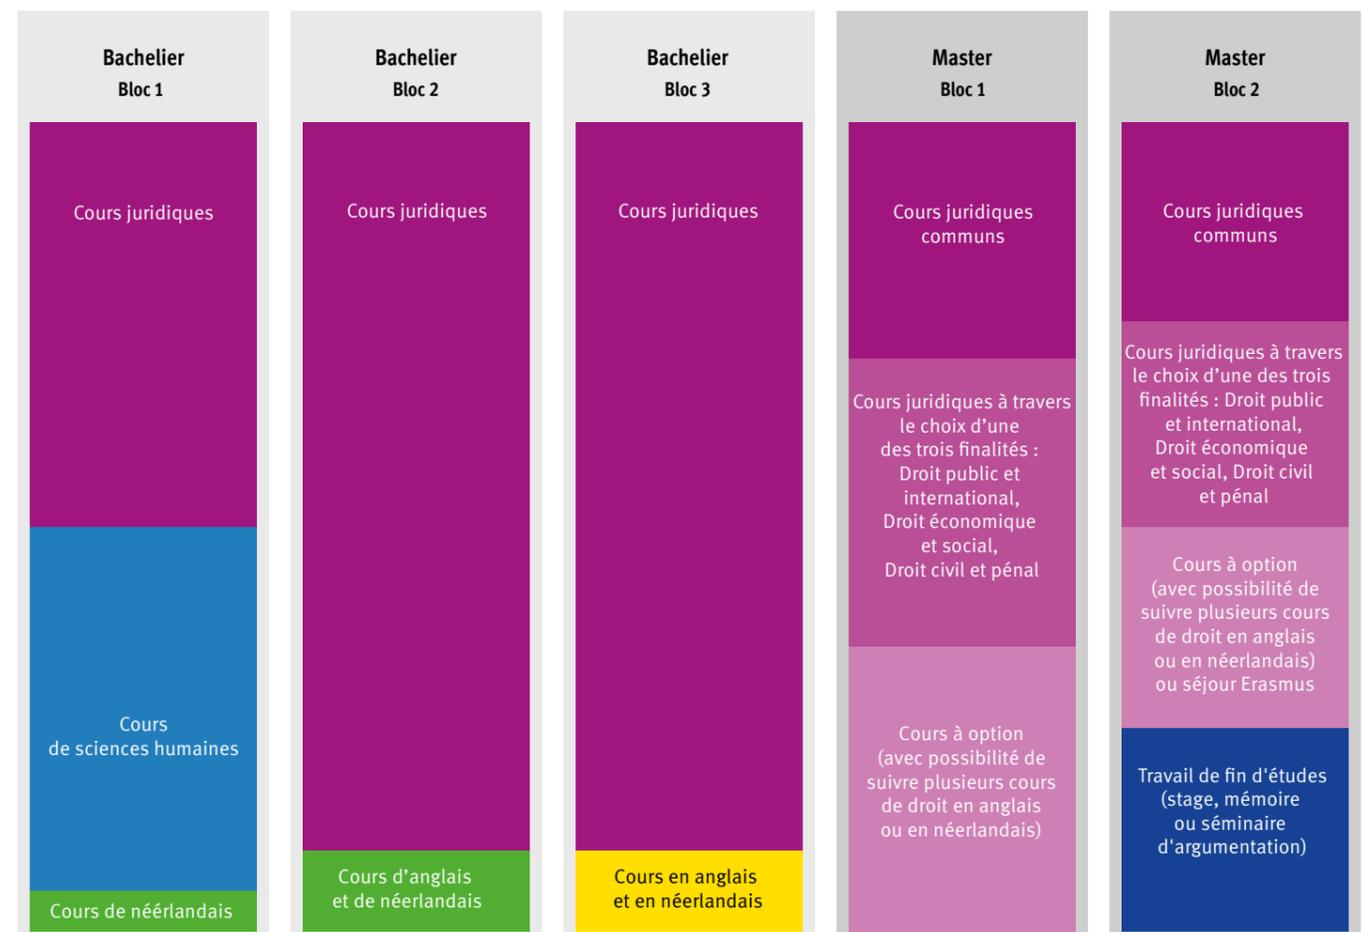 Bachelier
Bloc 1
Cours juridiques
Cours
de sciences humaines
Cours de néérlandais
Bachelier
Bloc 2
Cours juridiques
Cours d’anglais
et de néerlandais
Bachelier
Bloc 3
Cours juridiques
Cours en anglais
et en néerlandais
Master
Bloc 1
Cours juridiques
communs
Cours juridiques à travers
le choix d’une
des trois finalités :
Droit public et
international,
Droit économique
et social,
Droit civil et pénal
Cours à option
(avec possibilité de
suivre plusieurs cours
de droit en anglais
ou en néerlandais)
Master
Bloc 2
Cours juridiques
communs
Cours juridiques à travers
le choix d’une des trois
finalités : Droit public
et international,
Droit économique
et social, Droit civil
et pénal
Cours à option
(avec possibilité de
suivre plusieurs cours
de droit en anglais
ou en néerlandais)
ou séjour Erasmus
Travail de fin d'études
(stage, mémoire
ou séminaire
d'argumentation)